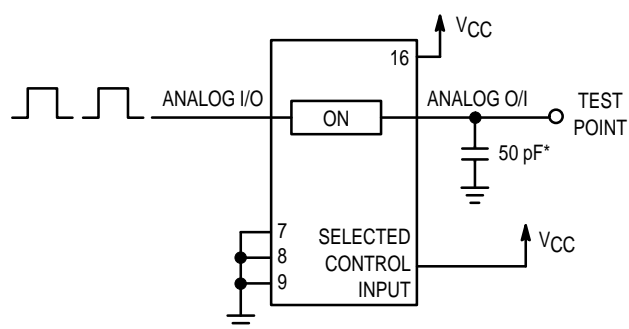 VCC
16
ANALOG I/O
ON
ANALOG O/I
TEST
POINT
50 pF*
7
8
9
SELECTED
CONTROL
INPUT
VCC